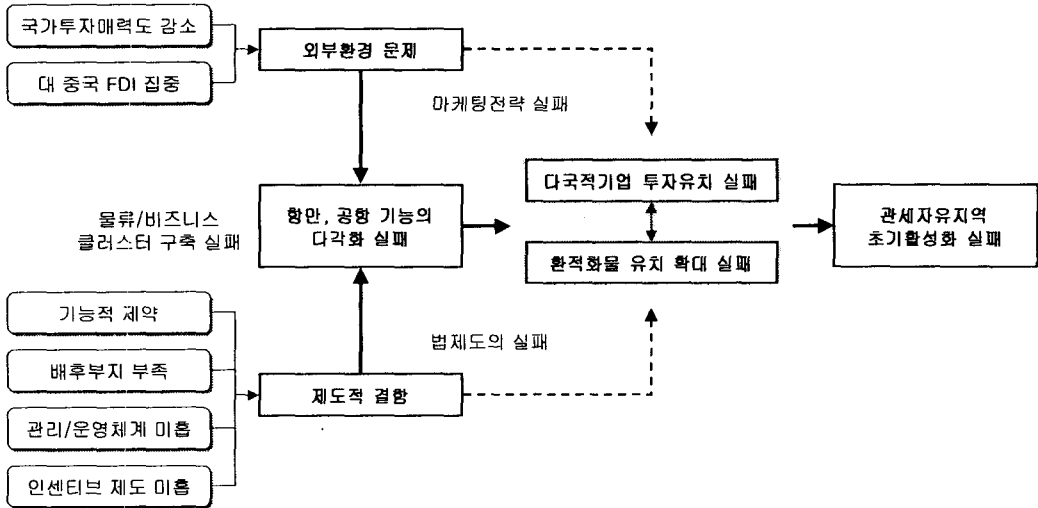 국가투자매력도 감소
대 중국 FDI 집중
외부환경 문제
마케팅전략 실패
물류/비즈니스
클러스터 구축 실패
항만, 공항 기능의
다각화 실패
다국적기업 투자유치 실패
환적화물 유치 확대 실패
관세자유지역
초기활성화 실패
기능적 제약
배후부지 부족
관리/운영체계 미흡
인센티브 제도 미흡
제도적 결함
법제도의 실패